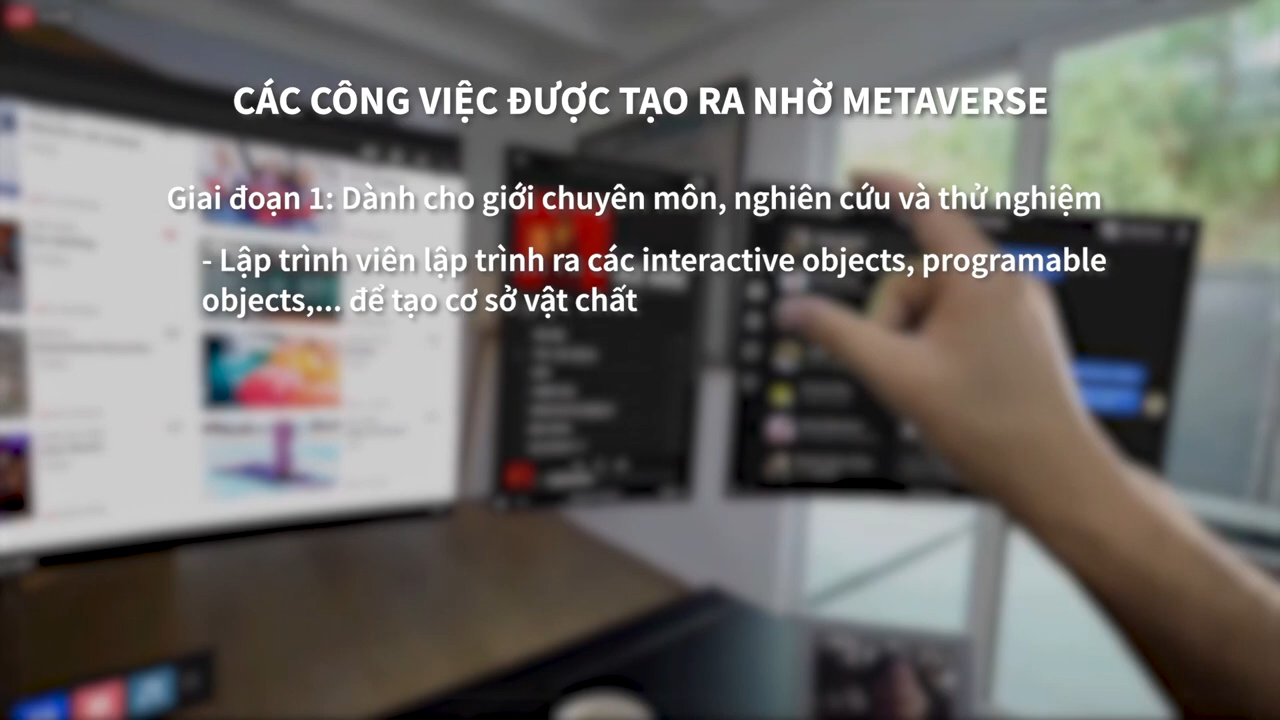 CÁC CÔNG VIỆC ĐƯỢC TẠO RA NHỜ METAVERSE
Giai đoạn 1: Dành cho giới chuyên môn, nghiên cứu và thử nghiệm
- Lập trình viên lập trình ra các interactive objects, programable
objects,... để tạo cơ sở vật chất